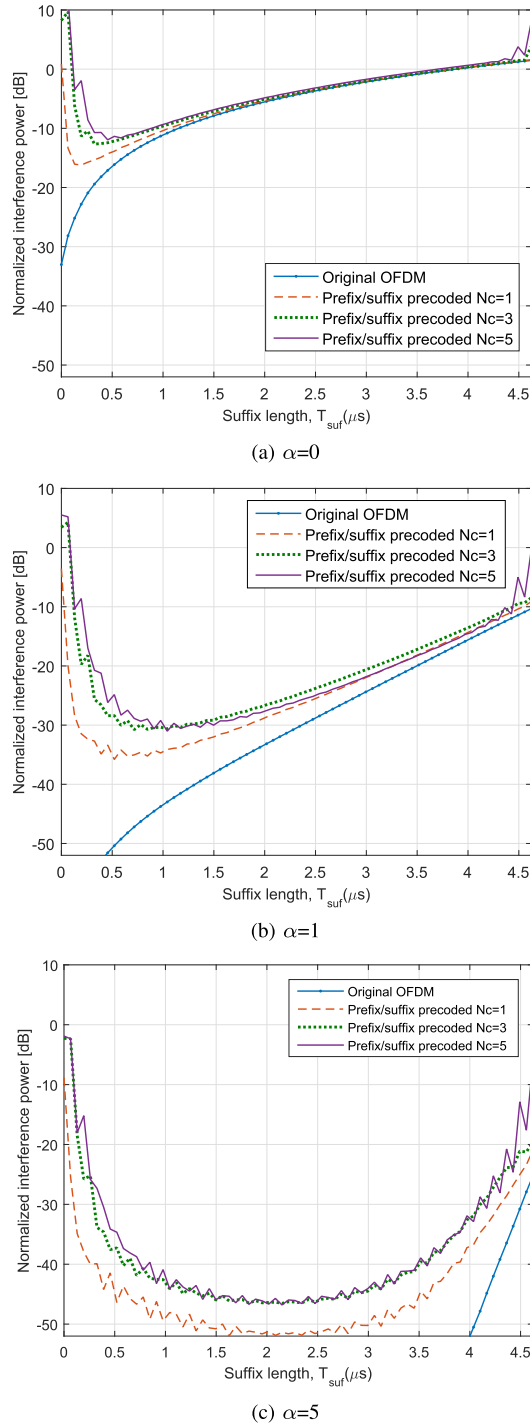 10
0
-10
-20
-30
-40
-50
Normalized interference power [dB]
Original OFDM
Prefix/suffix precoded Nc=1
Prefix/suffix precoded Nc=3
Prefix/suffix precoded Nc=5
0 0.5 1 1.5 2 2.5 3 3.5 4 4.5
Suffix length, T_suf(μs)
(a) α=0
10
0
-10
-20
-30
-40
-50
Normalized interference power [dB]
Original OFDM
Prefix/suffix precoded Nc=1
Prefix/suffix precoded Nc=3
Prefix/suffix precoded Nc=5
0 0.5 1 1.5 2 2.5 3 3.5 4 4.5
Suffix length, T_suf(μs)
(b) α=1
10
0
-10
-20
-30
-40
-50
Normalized interference power [dB]
Original OFDM
Prefix/suffix precoded Nc=1
Prefix/suffix precoded Nc=3
Prefix/suffix precoded Nc=5
0 0.5 1 1.5 2 2.5 3 3.5 4 4.5
Suffix length, T_suf(μs)
(c) α=5